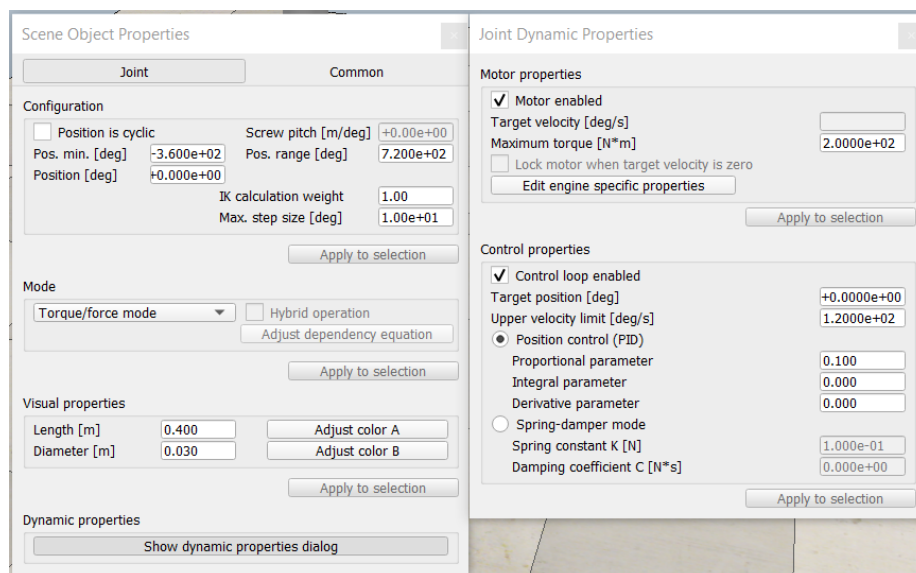 Scene Object Properties
Joint Common
Configuration
Position is cyclic Screw pitch [m/deg] +0.00e+00
Pos. min. [deg] -3.600e+02 Pos. range [deg] 7.200e+02
Position [deg] +0.000e+00
IK calculation weight 1.00
Max. step size [deg] 1.00e+01
Apply to selection
Mode
Torque/force mode Hybrid operation
Adjust dependency equation
Apply to selection
Visual properties
Length [m] 0.400 Adjust color A
Diameter [m] 0.030 Adjust color B
Apply to selection
Dynamic properties
Show dynamic properties dialog
Joint Dynamic Properties
Motor properties
Motor enabled
Target velocity [deg/s]
Maximum torque [N*m] 2.0000e+02
Lock motor when target velocity is zero
Edit engine specific properties
Apply to selection
Control properties
Control loop enabled
Target position [deg] +0.0000e+00
Upper velocity limit [deg/s] 1.2000e+02
Position control (PID)
Proportional parameter 0.100
Integral parameter 0.000
Derivative parameter 0.000
Spring-damper mode
Spring constant K [N] 1.000e-01
Damping coefficient C [N*s] 0.000e+00
Apply to selection